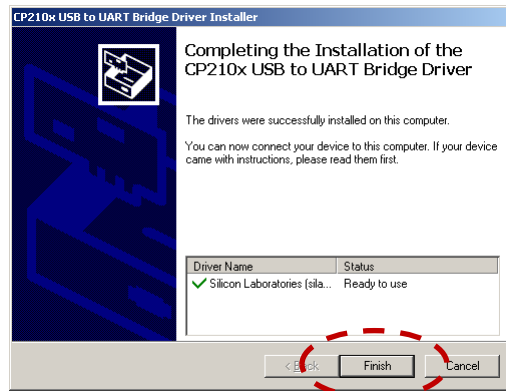 CP210x USB to UART Bridge Driver Installer
Completing the Installation of the
CP210x USB to UART Bridge Driver
The drivers were successfully installed on this computer.
You can now connect your device to this computer. If your device
came with instructions, please read them first.
Driver Name Status
Silicon Laboratories (sila... Ready to use
< Back Finish Cancel